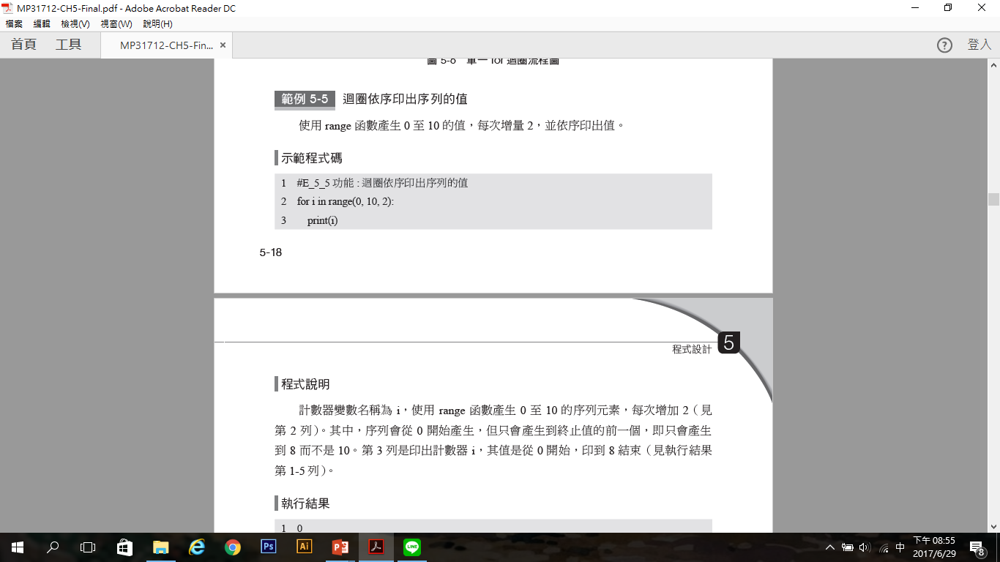 MP31712-CH5-Final.pdf - Adobe Acrobat Reader DC
檔案 編輯 檢視(V) 視窗(W) 說明(H)
首頁 工具 MP31712-CH5-Fin... × ? 登入
圖 5-6 單一 for 迴圈流程圖
範例 5-5 迴圈依序印出序列的值
使用 range 函數產生 0 至 10 的值，每次增量 2，並依序印出值。
示範程式碼
1 #E_5_5 功能 : 迴圈依序印出序列的值
2 for i in range(0, 10, 2):
3 print(i)
5-18
程式設計 5
程式說明
計數器變數名稱為 i，使用 range 函數產生 0 至 10 的序列元素，每次增加 2（見
第 2 列）。其中，序列會從 0 開始產生，但只會產生到終止值的前一個，即只會產生
到 8 而不是 10。第 3 列是印出計數器 i，其值是從 0 開始，印到 8 結束（見執行結果
第 1-5 列）。
執行結果
1 0
Ps Ai P LINE 中 下午 08:55
2017/6/29 8